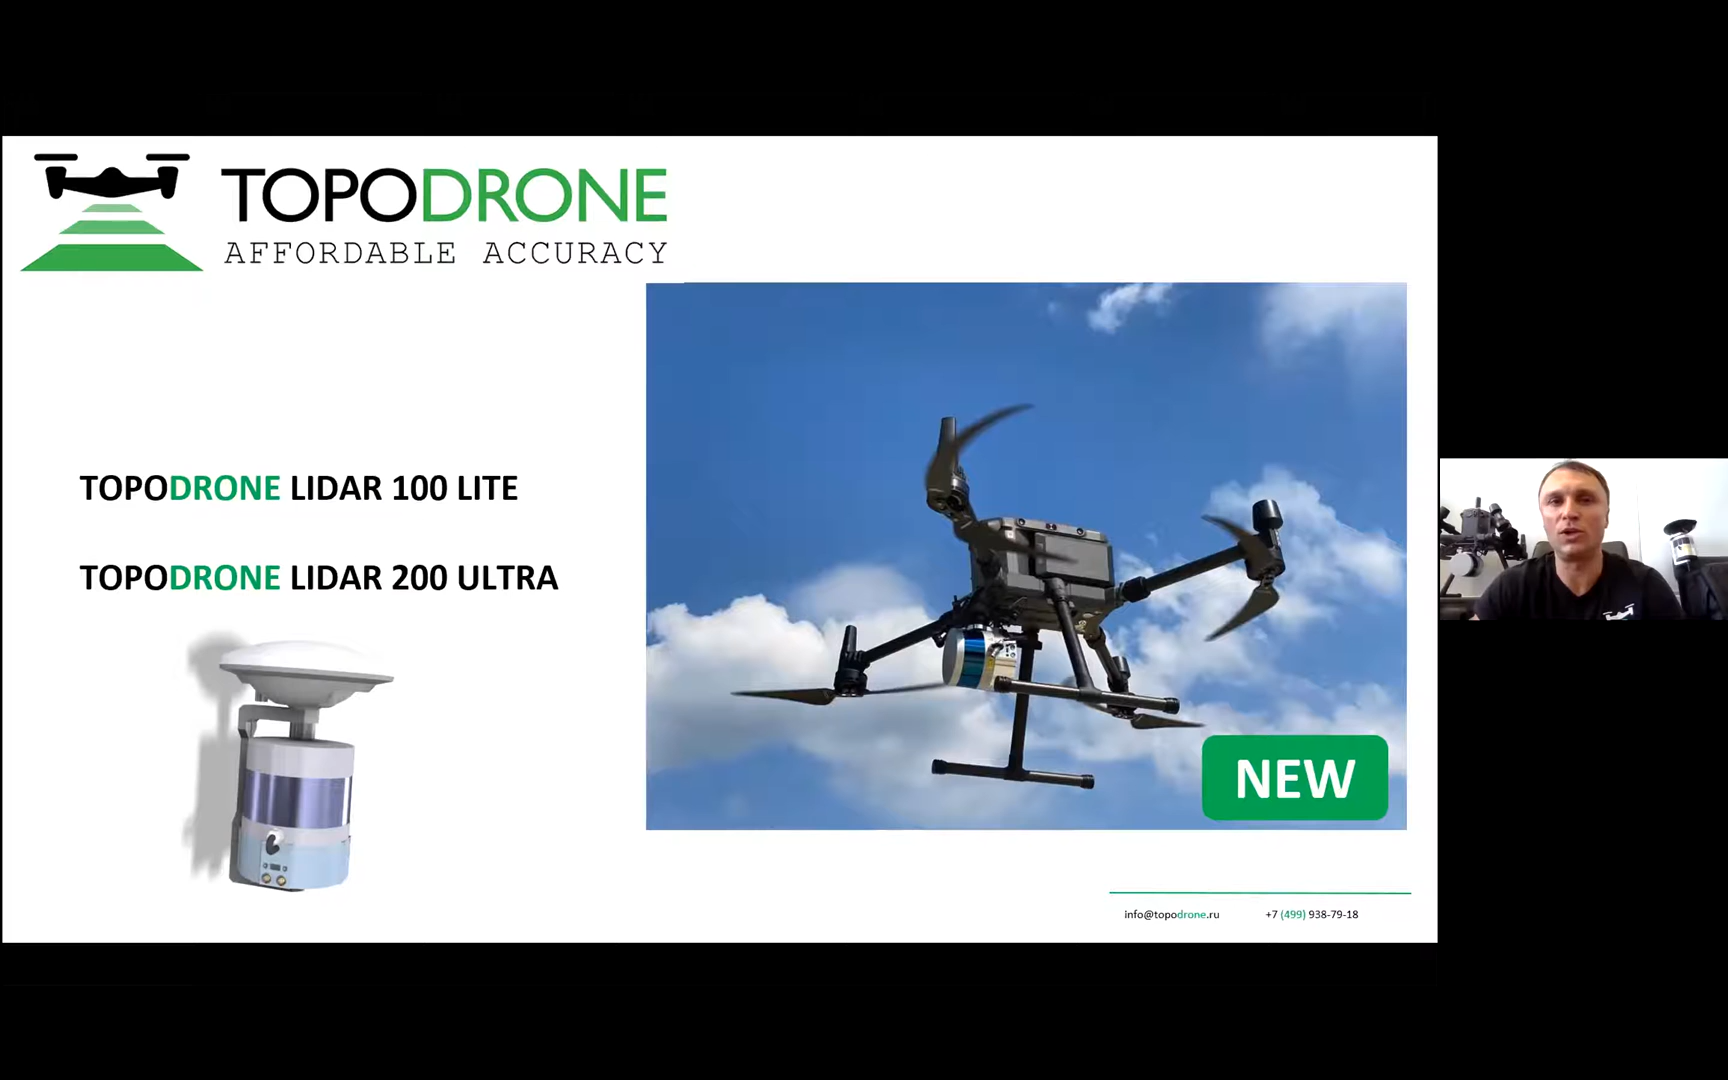 TOPODRONE
AFFORDABLE ACCURACY
TOPODRONE LIDAR 100 LITE
TOPODRONE LIDAR 200 ULTRA
NEW
info@topodrone.ru +7 (499) 938-79-18